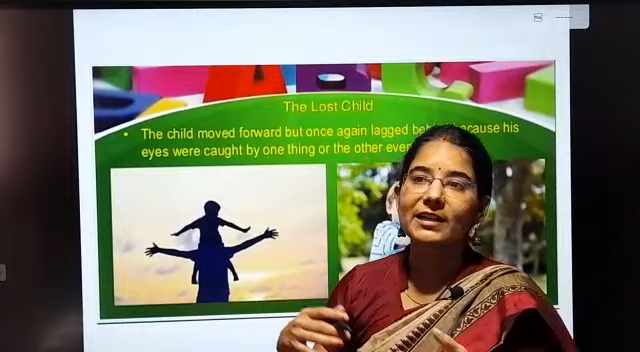 The Lost Child
• The child moved forward but once again lagged because his
eyes were caught by one thing or the other